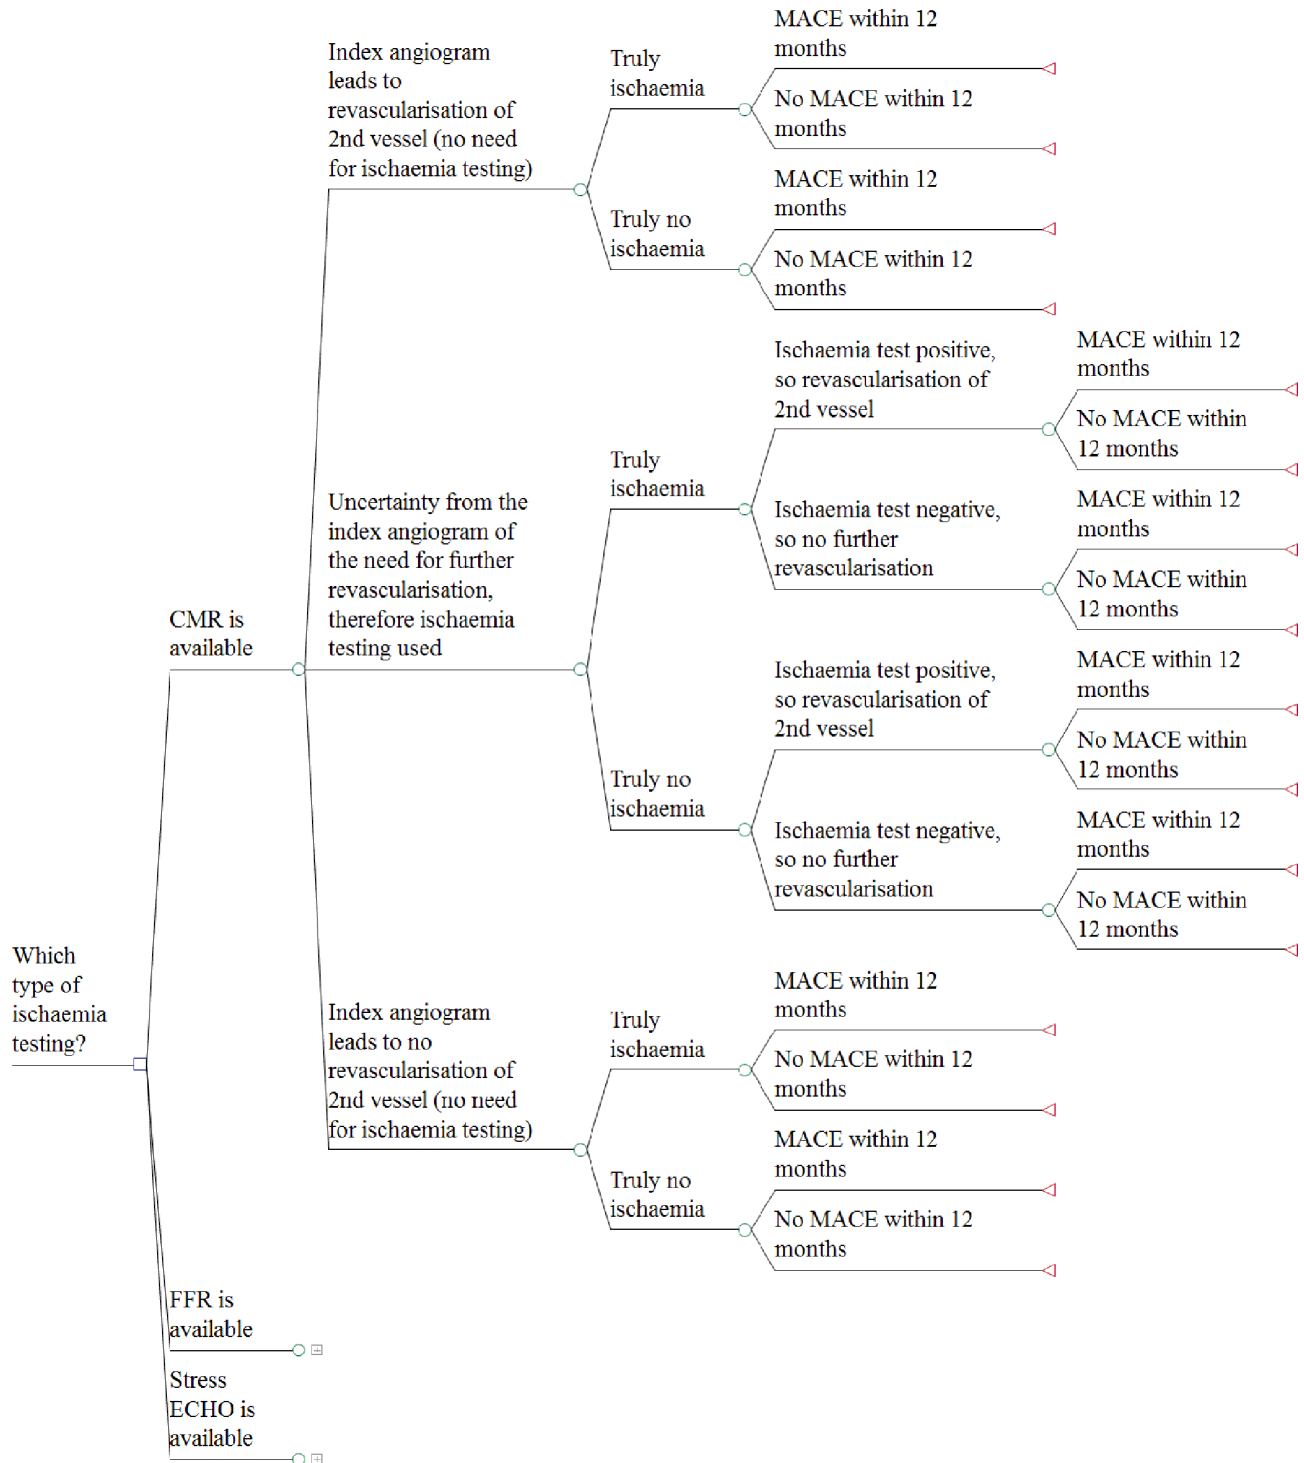 Which
type of
ischaemia
testing?
CMR is
available
Index angiogram
leads to
revascularisation of
2nd vessel (no need
for ischaemia testing)
Truly
ischaemia
MACE within 12
months
No MACE within 12
months
Truly no
ischaemia
MACE within 12
months
No MACE within 12
months
Uncertainty from the
index angiogram of
the need for further
revascularisation,
therefore ischaemia
testing used
Truly
ischaemia
Ischaemia test positive,
so revascularisation of
2nd vessel
MACE within 12
months
No MACE within
12 months
Ischaemia test negative,
so no further
revascularisation
MACE within 12
months
No MACE within
12 months
Truly no
ischaemia
Ischaemia test positive,
so revascularisation of
2nd vessel
MACE within 12
months
No MACE within
12 months
Ischaemia test negative,
so no further
revascularisation
MACE within 12
months
No MACE within
12 months
Index angiogram
leads to no
revascularisation of
2nd vessel (no need
for ischaemia testing)
Truly
ischaemia
MACE within 12
months
No MACE within 12
months
Truly no
ischaemia
MACE within 12
months
No MACE within 12
months
FFR is
available
Stress
ECHO is
available